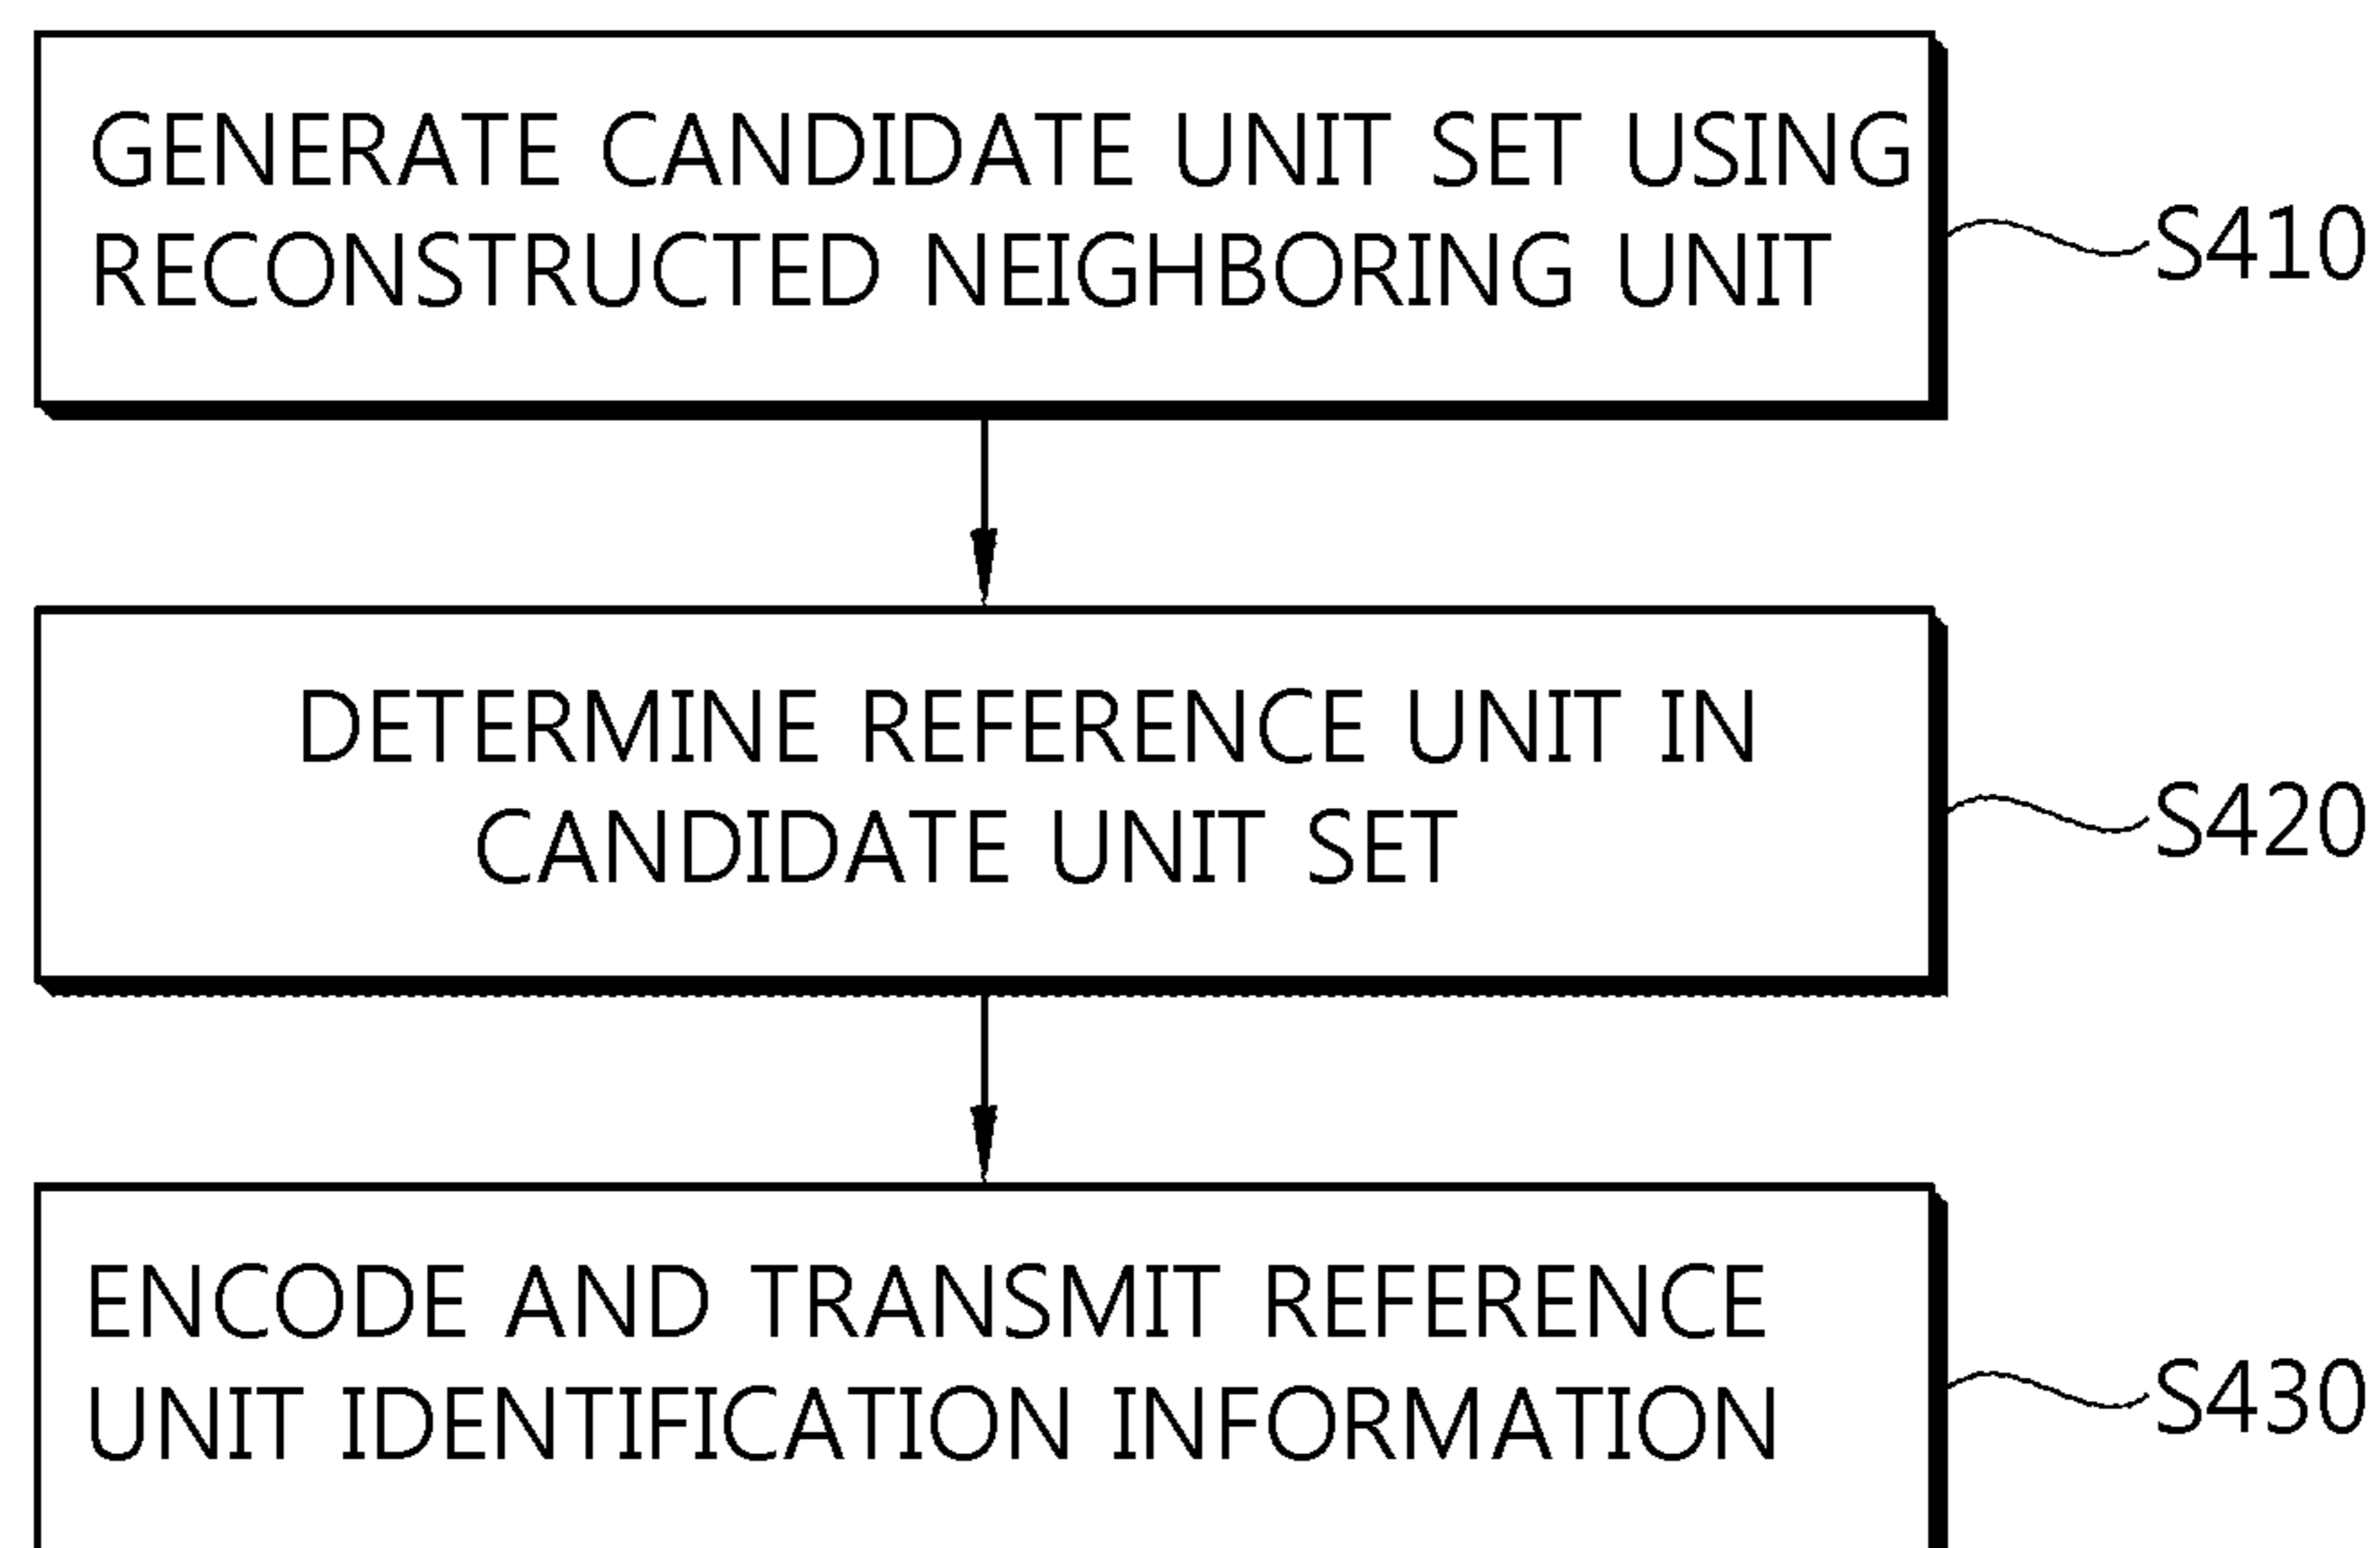 GENERATE CANDIDATE UNIT SET USING
RECONSTRUCTED NEIGHBORING UNIT
S410
DETERMINE REFERENCE UNIT IN
CANDIDATE UNIT SET
S420
ENCODE AND TRANSMIT REFERENCE
UNIT IDENTIFICATION INFORMATION
S430